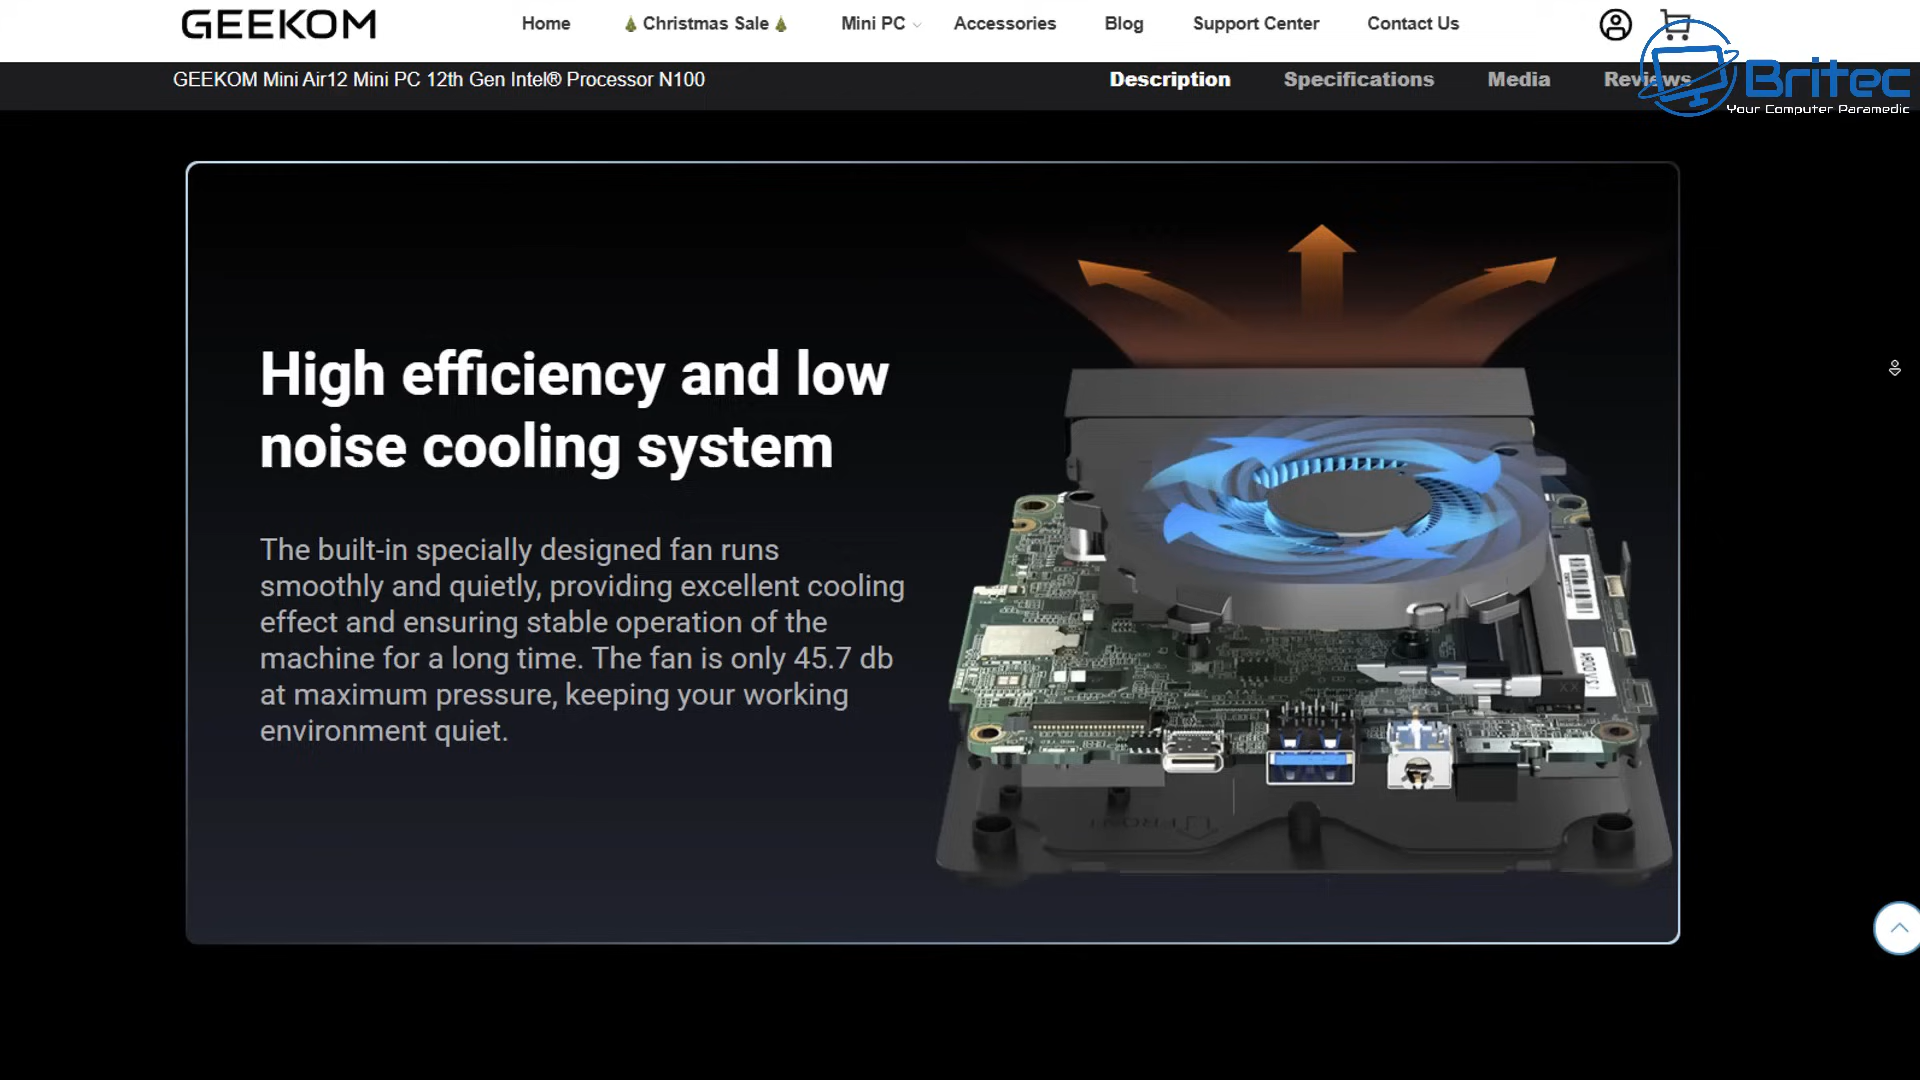 GEEKOM
Home
Christmas Sale
Mini PC
Accessories
Blog
Support Center
Contact Us
GEEKOM Mini Air12 Mini PC 12th Gen Intel® Processor N100
Description
Specifications
Media
Reviews
Britec
Your Computer Paramedic
High efficiency and low
noise cooling system
The built-in specially designed fan runs
smoothly and quietly, providing excellent cooling
effect and ensuring stable operation of the
machine for a long time. The fan is only 45.7 db
at maximum pressure, keeping your working
environment quiet.